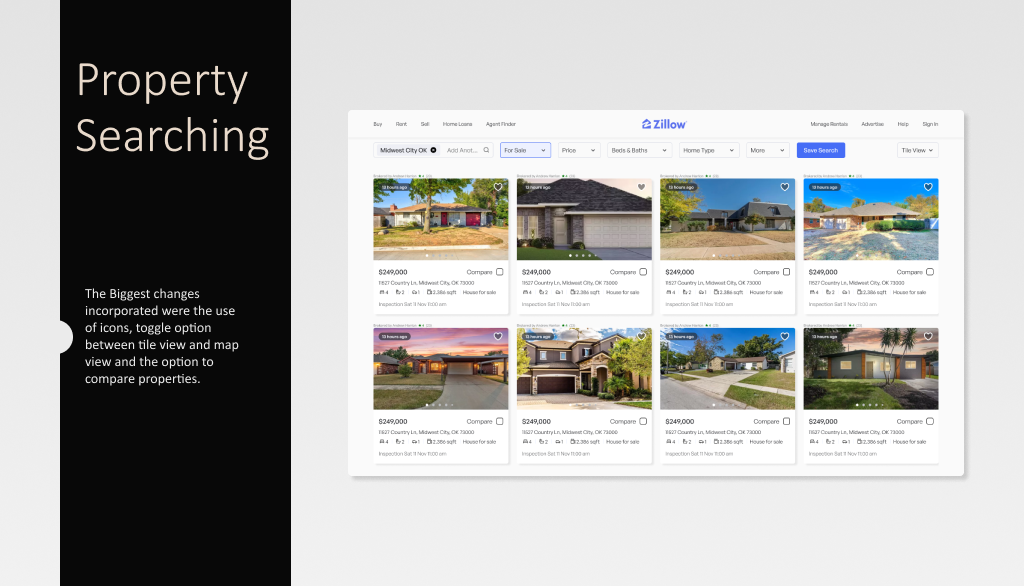 Property
Searching
The Biggest changes
incorporated were the use
of icons, toggle option
between tile view and map
view and the option to
compare properties.
Buy Rent Sell Home Loans Agent Finder Zillow Manage Rentals Advertise Help Sign In
Midwest City OK Add Anot... For Sale Price Beds & Baths Home Type More Save Search Tile View
13 hours ago 13 hours ago 13 hours ago 13 hours ago
$249,000 Compare $249,000 Compare $249,000 Compare $249,000 Compare
11527 Country Ln, Midwest City, OK 73000 11527 Country Ln, Midwest City, OK 73000 11527 Country Ln, Midwest City, OK 73000 11527 Country Ln, Midwest City, OK 73000
4 2 1 2,386 sqft House for sale 4 2 1 2,386 sqft House for sale 4 2 1 2,386 sqft House for sale 4 2 1 2,386 sqft House for sale
Inspection Sat 11 Nov 11:00 am Inspection Sat 11 Nov 11:00 am Inspection Sat 11 Nov 11:00 am Inspection Sat 11 Nov 11:00 am
13 hours ago 13 hours ago 13 hours ago 13 hours ago
$249,000 Compare $249,000 Compare $249,000 Compare $249,000 Compare
11527 Country Ln, Midwest City, OK 73000 11527 Country Ln, Midwest City, OK 73000 11527 Country Ln, Midwest City, OK 73000 11527 Country Ln, Midwest City, OK 73000
4 2 1 2,386 sqft House for sale 4 2 1 2,386 sqft House for sale 4 2 1 2,386 sqft House for sale 4 2 1 2,386 sqft House for sale
Inspection Sat 11 Nov 11:00 am Inspection Sat 11 Nov 11:00 am Inspection Sat 11 Nov 11:00 am Inspection Sat 11 Nov 11:00 am